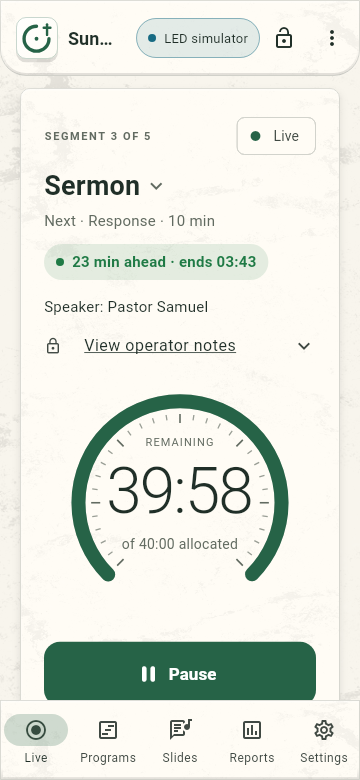 Sun…
LED simulator
SEGMENT 3 OF 5
Live
Sermon
Next · Response · 10 min
23 min ahead · ends 03:43
Speaker: Pastor Samuel
View operator notes
REMAINING
39:58
of 40:00 allocated
Pause
Live
Programs
Slides
Reports
Settings